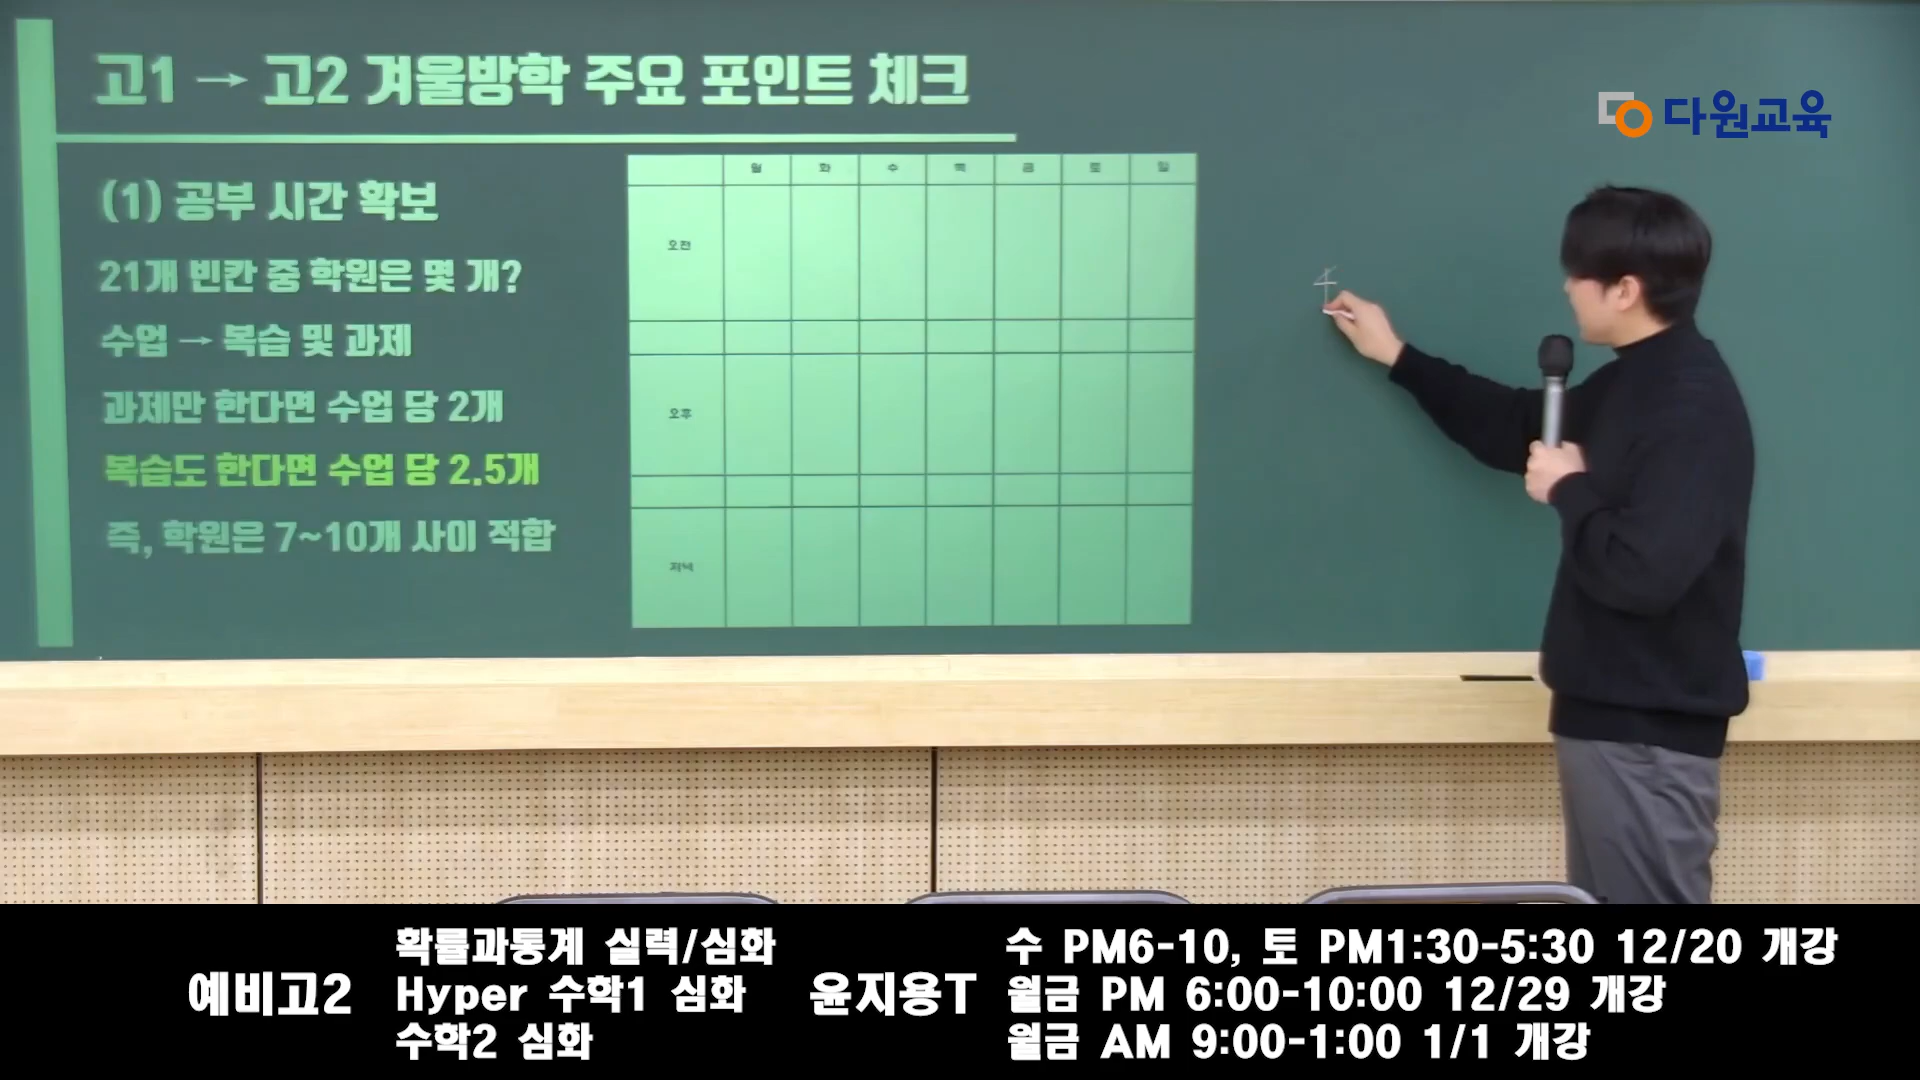 고1 → 고2 겨울방학 주요 포인트 체크
다원교육
(1) 공부 시간 확보
21개 빈칸 중 학원은 몇 개?
수업 → 복습 및 과제
과제만 한다면 수업 당 2개
복습도 한다면 수업 당 2.5개
즉, 학원은 7~10개 사이 적합
월 화 수 목 금 토 일
오전
오후
저녁
예비고2
확률과통계 실력/심화
Hyper 수학1 심화
수학2 심화
윤지용T
수 PM6-10, 토 PM1:30-5:30 12/20 개강
월금 PM 6:00-10:00 12/29 개강
월금 AM 9:00-1:00 1/1 개강